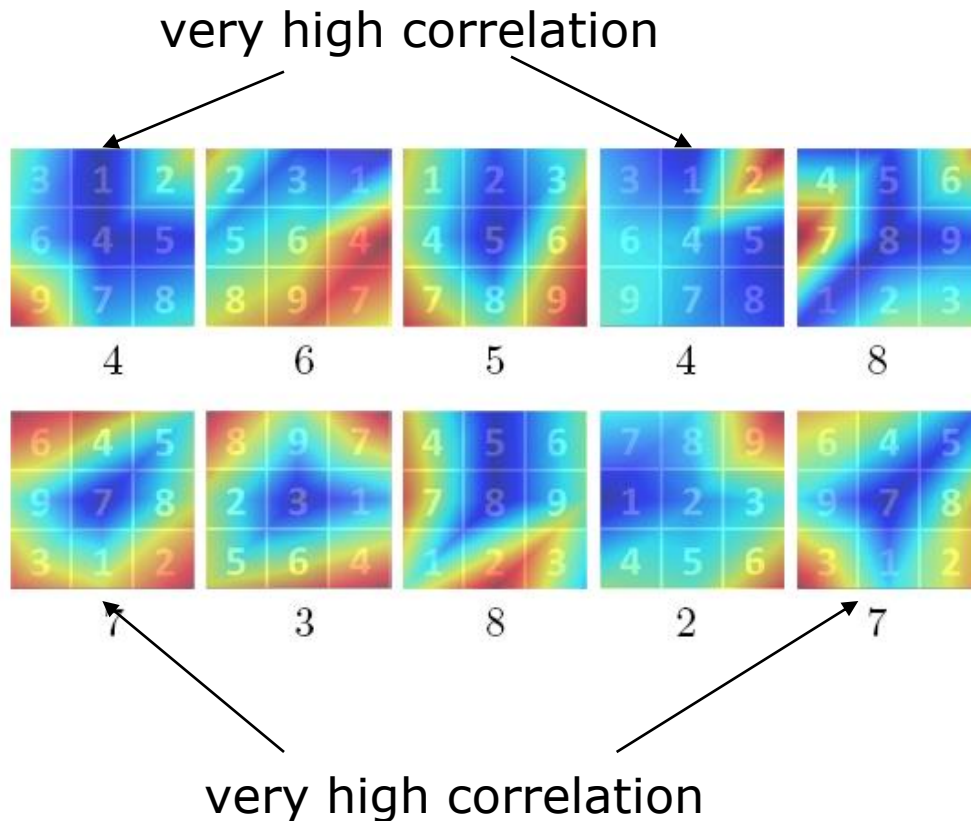 very high correlation
3 1 2 2 3 1 1 2 3 3 1 2 4 5 6
6 4 5 5 6 4 4 5 6 6 4 5 7 8 9
9 7 8 8 9 7 7 8 9 9 7 8 1 2 3
4 6 5 4 8
6 4 5 8 9 7 4 5 6 7 8 9 6 4 5
9 7 8 2 3 1 7 8 9 1 2 3 9 7 8
3 1 2 5 6 4 1 2 3 4 5 6 3 1 2
7 3 8 2 7
very high correlation